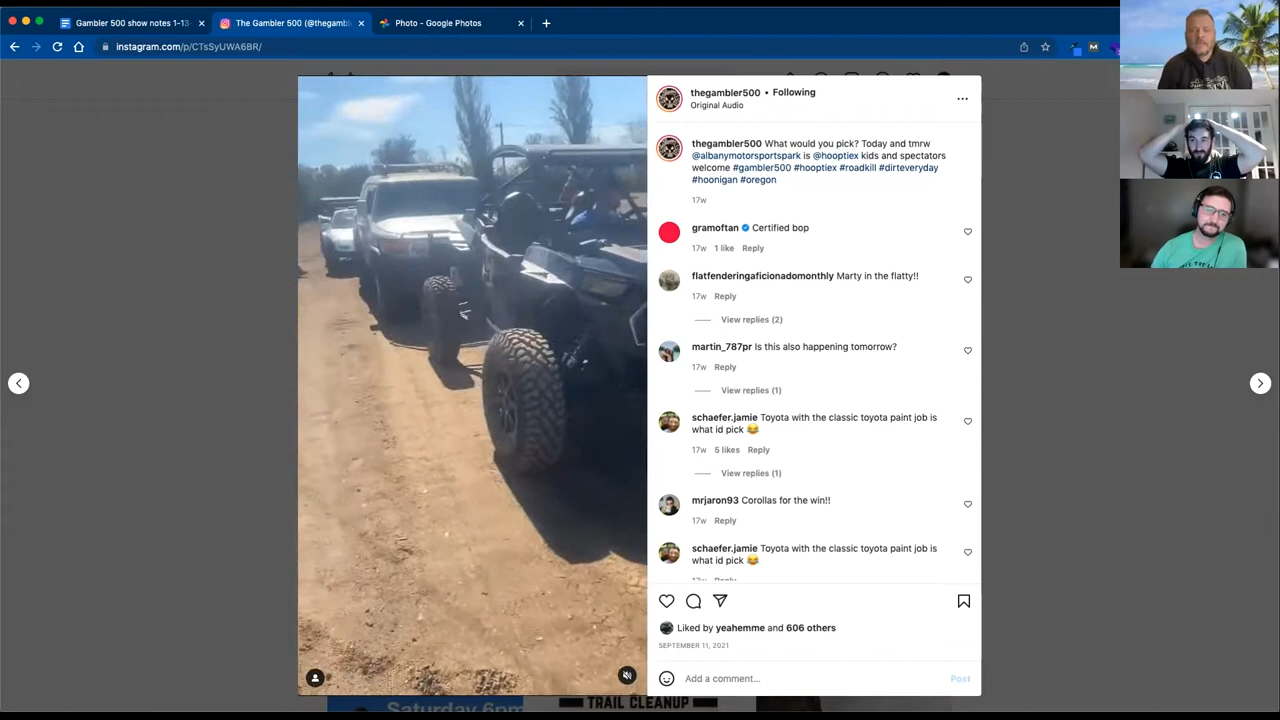 Gambler 500 show notes 1-13
The Gambler 500 (@thegambl
Photo - Google Photos
instagram.com/p/CTsSyUWA6BR/
thegambler500 • Following
Original Audio
thegambler500 What would you pick? Today and tmrw
@albanymotorsportspark is @hooptiex kids and spectators
welcome #gambler500 #hooptiex #roadkill #dirteveryday
#hoonigan #oregon
17w
gramoftan Certified bop
17w 1 like Reply
flatfenderingaficionadomonthly Marty in the flatty!!
17w Reply
View replies (2)
martin_787pr Is this also happening tomorrow?
17w Reply
View replies (1)
schaefer.jamie Toyota with the classic toyota paint job is
what id pick 😂
17w 5 likes Reply
View replies (1)
mrjaron93 Corollas for the win!!
17w Reply
schaefer.jamie Toyota with the classic toyota paint job is
what id pick 😂
17w Reply
Liked by yeahemme and 606 others
SEPTEMBER 11, 2021
Add a comment... Post
Saturday 6pm
TRAIL CLEANUP